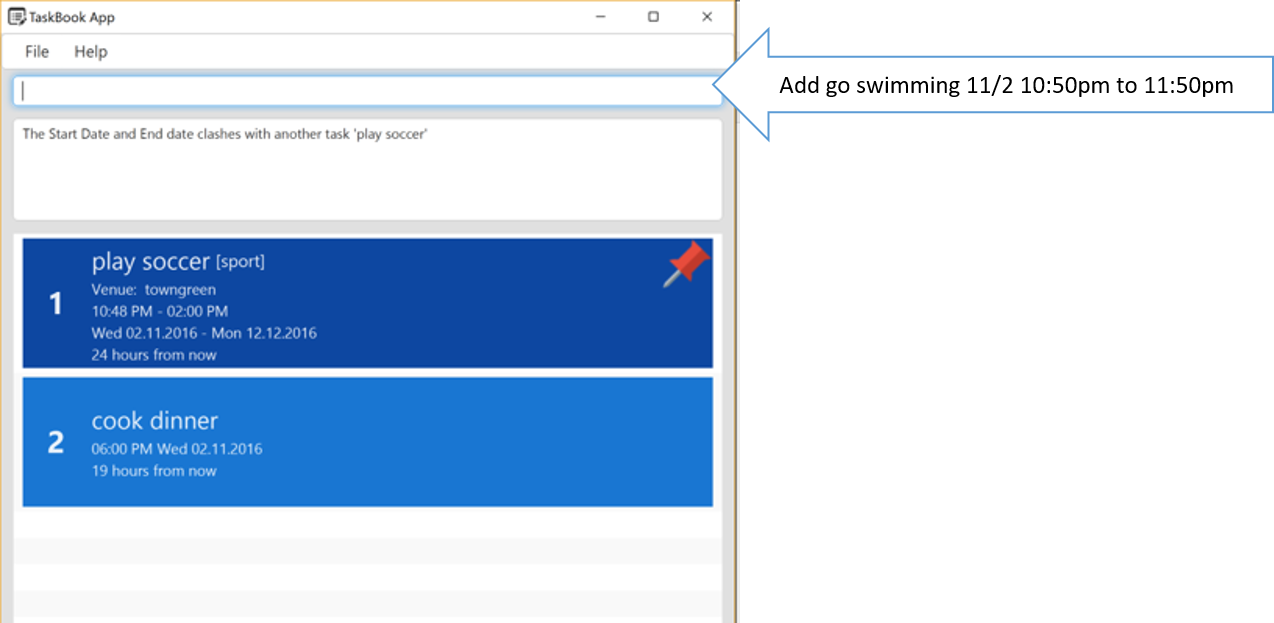 TaskBook App
File Help
Add go swimming 11/2 10:50pm to 11:50pm
The Start Date and End date clashes with another task 'play soccer'
1
play soccer [sport]
Venue: towngreen
10:48 PM - 02:00 PM
Wed 02.11.2016 - Mon 12.12.2016
24 hours from now
2
cook dinner
06:00 PM Wed 02.11.2016
19 hours from now